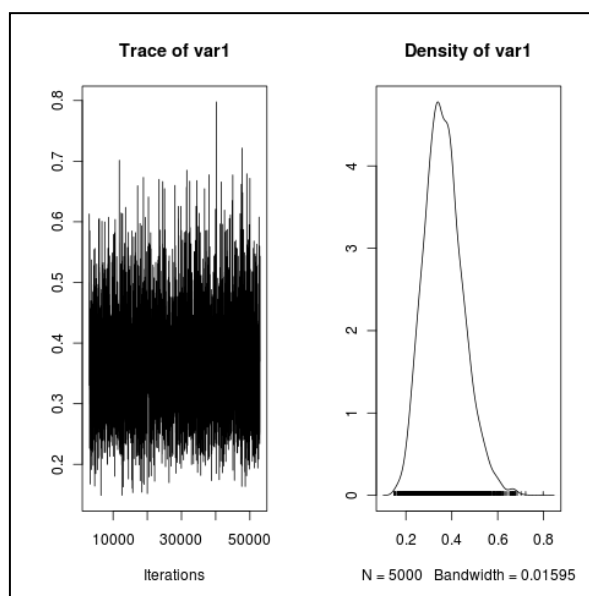 Trace of var1
0.8
0.7
0.6
0.5
0.4
0.3
0.2
10000 30000 50000
Iterations
Density of var1
4
3
2
1
0
0.2 0.4 0.6 0.8
N = 5000 Bandwidth = 0.01595